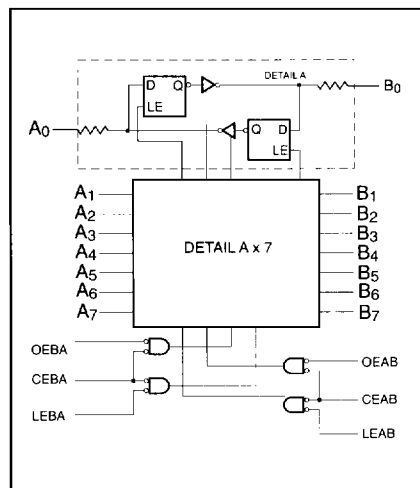 DETAIL A
D Q
LE
B0
A0
Q D
LE
A1 B1
A2 B2
A3 B3
A4 B4
A5 B5
A6 B6
A7 B7
DETAIL A x 7
OEBA
CEBA
LEBA
OEAB
CEAB
LEAB